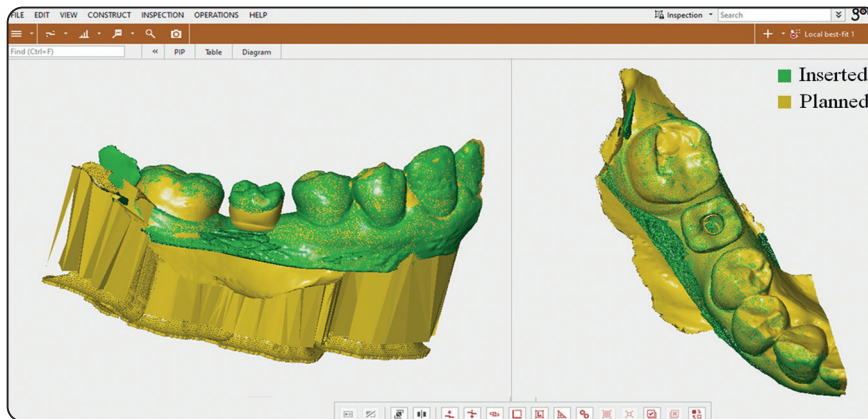 FILE EDIT VIEW CONSTRUCT INSPECTION OPERATIONS HELP Inspection Search
Local best-fit 1
Find (Ctrl+F) « PIP Table Diagram
Inserted
Planned